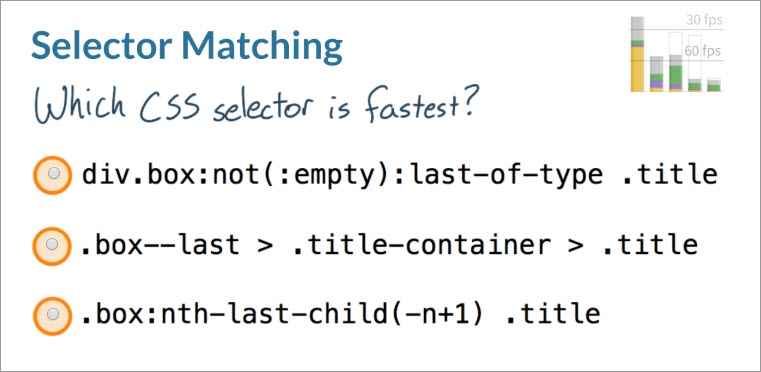 Selector Matching
30 fps
60 fps
Which CSS selector is fastest?
div.box:not(:empty):last-of-type .title
.box--last > .title-container > .title
.box:nth-last-child(-n+1) .title